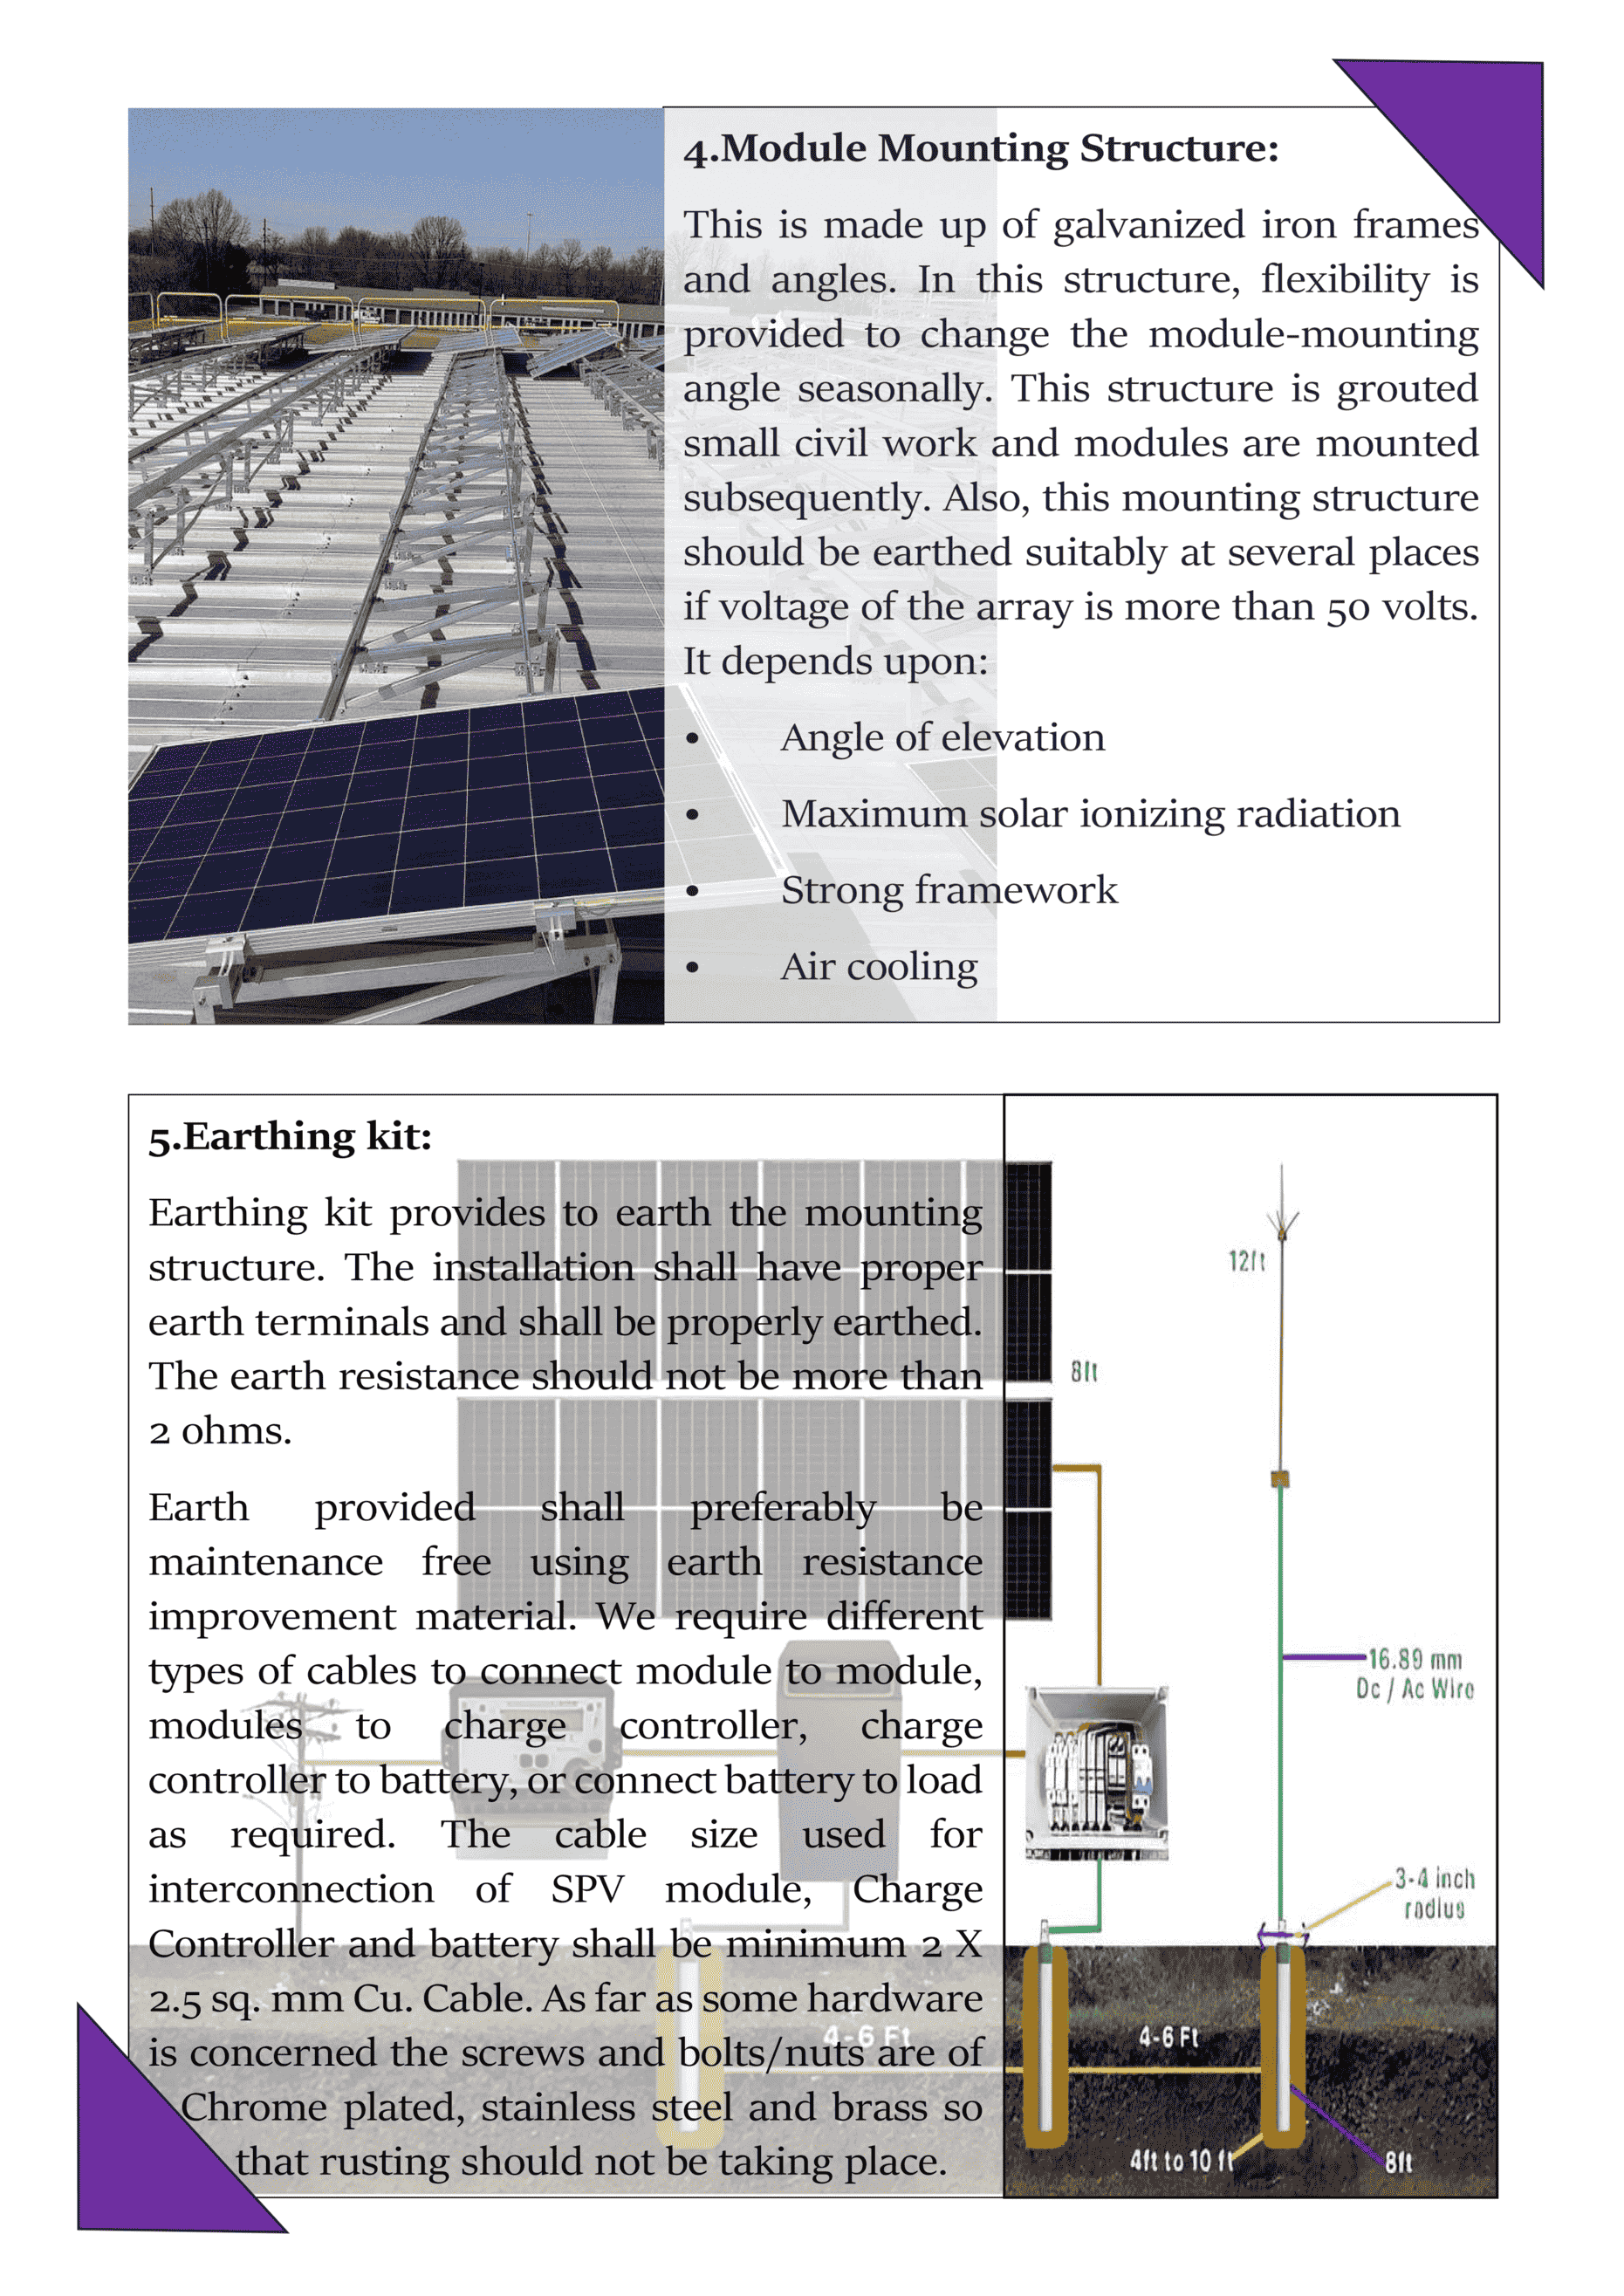 4.Module Mounting Structure:
This is made up of galvanized iron frames
and angles. In this structure, flexibility is
provided to change the module-mounting
angle seasonally. This structure is grouted
small civil work and modules are mounted
subsequently. Also, this mounting structure
should be earthed suitably at several places
if voltage of the array is more than 50 volts.
It depends upon:
• Angle of elevation
• Maximum solar ionizing radiation
• Strong framework
• Air cooling
5.Earthing kit:
Earthing kit provides to earth the mounting
structure. The installation shall have proper
earth terminals and shall be properly earthed.
The earth resistance should not be more than
2 ohms.
Earth provided shall preferably be
maintenance free using earth resistance
improvement material. We require different
types of cables to connect module to module,
modules to charge controller, charge
controller to battery, or connect battery to load
as required. The cable size used for
interconnection of SPV module, Charge
Controller and battery shall be minimum 2 X
2.5 sq. mm Cu. Cable. As far as some hardware
is concerned the screws and bolts/nuts are of
Chrome plated, stainless steel and brass so
that rusting should not be taking place.
4-6 Ft
12ft
8ft
16.89 mm
Dc / Ac Wire
3-4 inch
radius
4-6 Ft
4ft to 10 ft
8ft